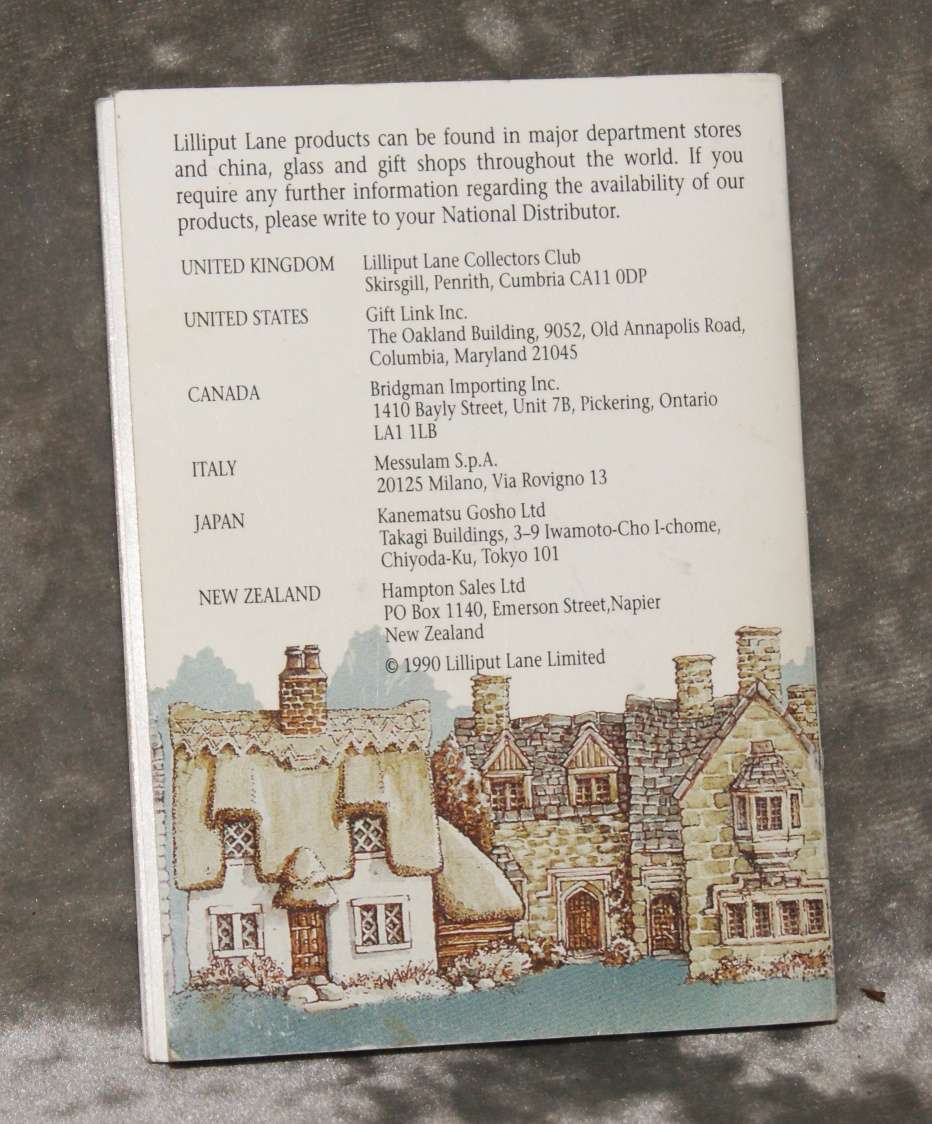 Lilliput Lane products can be found in major department stores
and china, glass and gift shops throughout the world. If you
require any further information regarding the availability of our
products, please write to your National Distributor.
UNITED KINGDOM Lilliput Lane Collectors Club
Skirsgill, Penrith, Cumbria CA11 0DP
UNITED STATES Gift Link Inc.
The Oakland Building, 9052, Old Annapolis Road,
Columbia, Maryland 21045
CANADA Bridgman Importing Inc.
1410 Bayly Street, Unit 7B, Pickering, Ontario
LA1 1LB
ITALY Messulam S.p.A.
20125 Milano, Via Rovigno 13
JAPAN Kanematsu Gosho Ltd
Takagi Buildings, 3–9 Iwamoto-Cho I-chome,
Chiyoda-Ku, Tokyo 101
NEW ZEALAND Hampton Sales Ltd
PO Box 1140, Emerson Street,Napier
New Zealand
© 1990 Lilliput Lane Limited